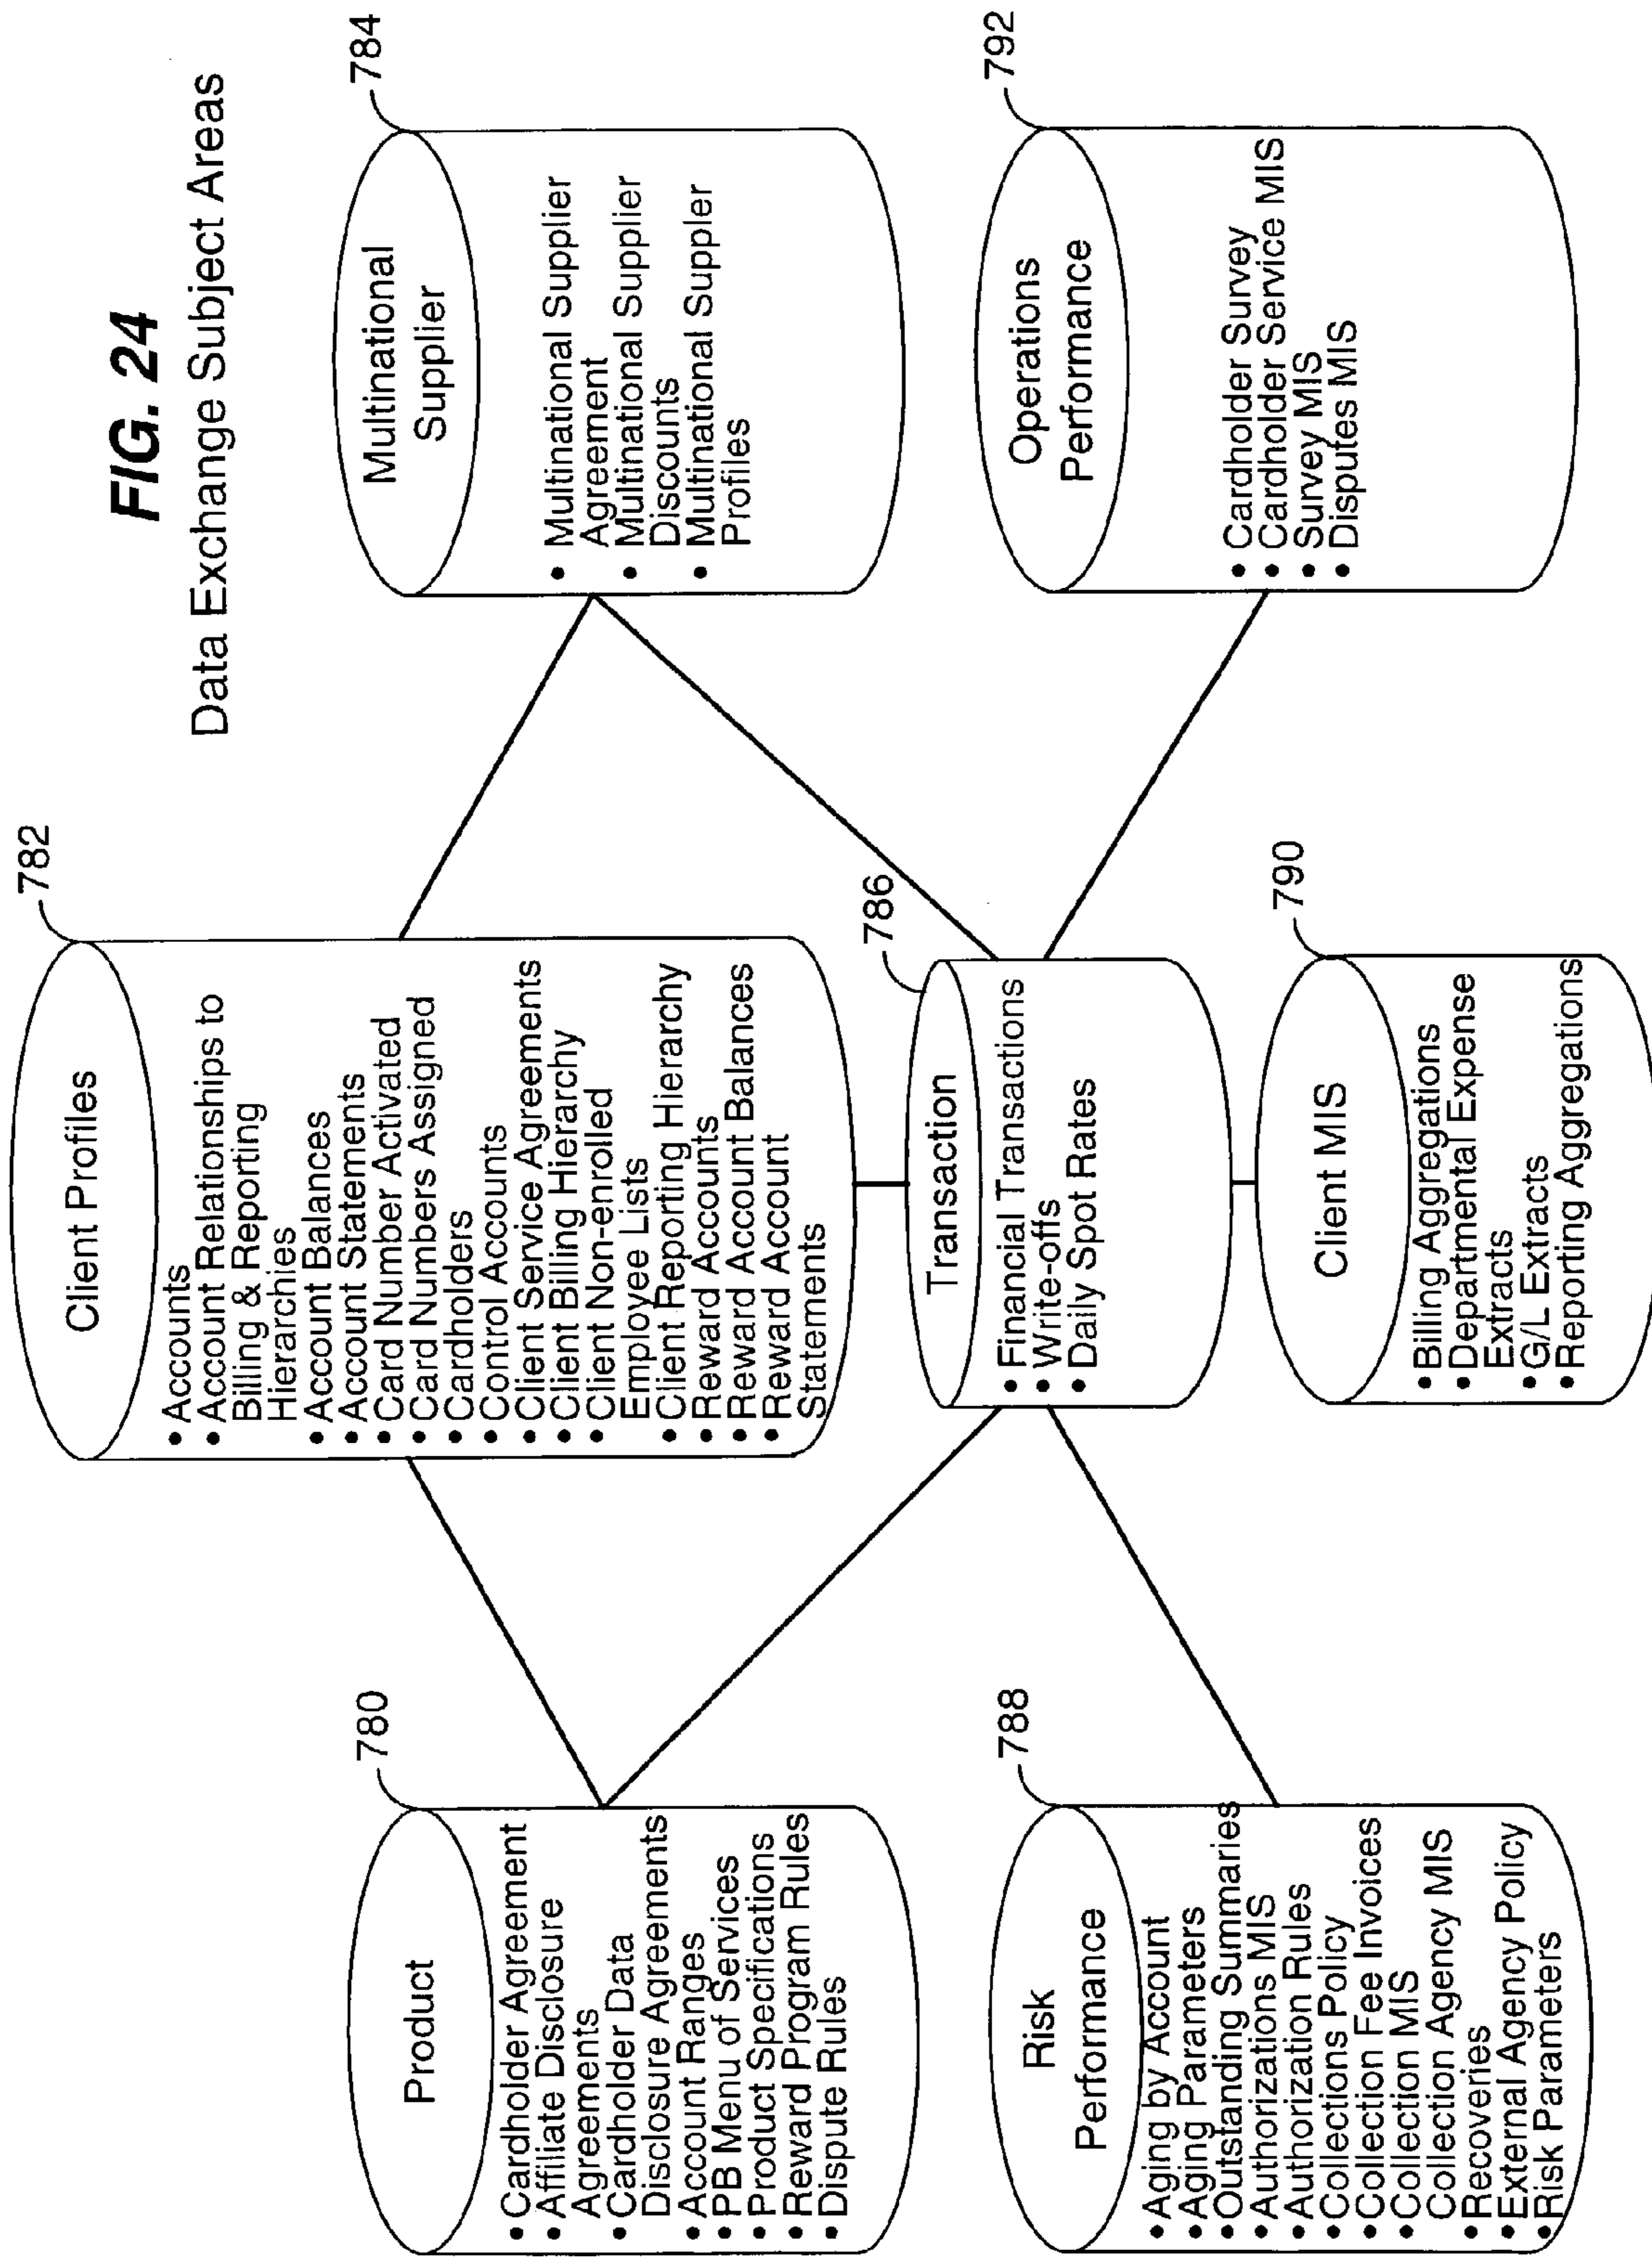 FIG. 24
Data Exchange Subject Areas
780
Product
• Cardholder Agreement
• Affiliate Disclosure
Agreements
• Cardholder Data
Disclosure Agreements
• Account Ranges
• PB Menu of Services
• Product Specifications
• Reward Program Rules
• Dispute Rules
782
Client Profiles
• Accounts
• Account Relationships to
Billing & Reporting
Hierarchies
• Account Balances
• Account Statements
• Card Number Activated
• Card Numbers Assigned
• Cardholders
• Control Accounts
• Client Service Agreements
• Client Billing Hierarchy
• Client Non-enrolled
Employee Lists
• Client Reporting Hierarchy
• Reward Accounts
• Reward Account Balances
• Reward Account
Statements
784
Multinational
Supplier
• Multinational Supplier
Agreement
• Multinational Supplier
Discounts
• Multinational Suppler
Profiles
786
Transaction
• Financial Transactions
• Write-offs
• Daily Spot Rates
788
Risk
Performance
• Aging by Account
• Aging Parameters
• Outstanding Summaries
• Authorizations MIS
• Authorization Rules
• Collections Policy
• Collection Fee Invoices
• Collection MIS
Collection Agency MIS
• Recoveries
• External Agency Policy
• Risk Parameters
790
Client MIS
• Billing Aggregations
• Departmental Expense
Extracts
• G/L Extracts
• Reporting Aggregations
792
Operations
Performance
• Cardholder Survey
• Cardholder Service MIS
• Survey MIS
• Disputes MIS